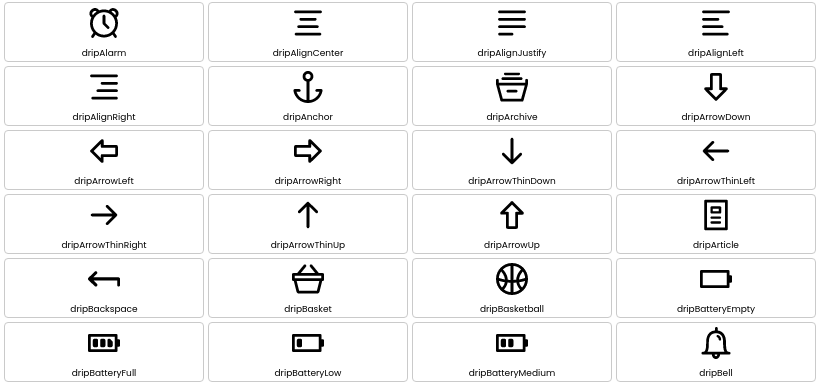 dripAlarm
dripAlignCenter
dripAlignJustify
dripAlignLeft
dripAlignRight
dripAnchor
dripArchive
dripArrowDown
dripArrowLeft
dripArrowRight
dripArrowThinDown
dripArrowThinLeft
dripArrowThinRight
dripArrowThinUp
dripArrowUp
dripArticle
dripBackspace
dripBasket
dripBasketball
dripBatteryEmpty
dripBatteryFull
dripBatteryLow
dripBatteryMedium
dripBell